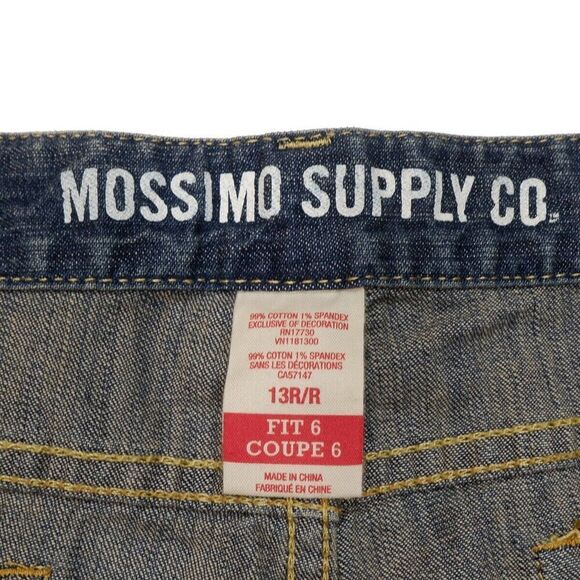 MOSSIMO SUPPLY CO.
99% COTTON 1% SPANDEX
EXCLUSIVE OF DECORATION
RN17730
VN1181300
99% COTON 1% SPANDEX
SANS LES DÉCORATIONS
CA57147
13R/R
FIT 6
COUPE 6
MADE IN CHINA
FABRIQUÉ EN CHINE